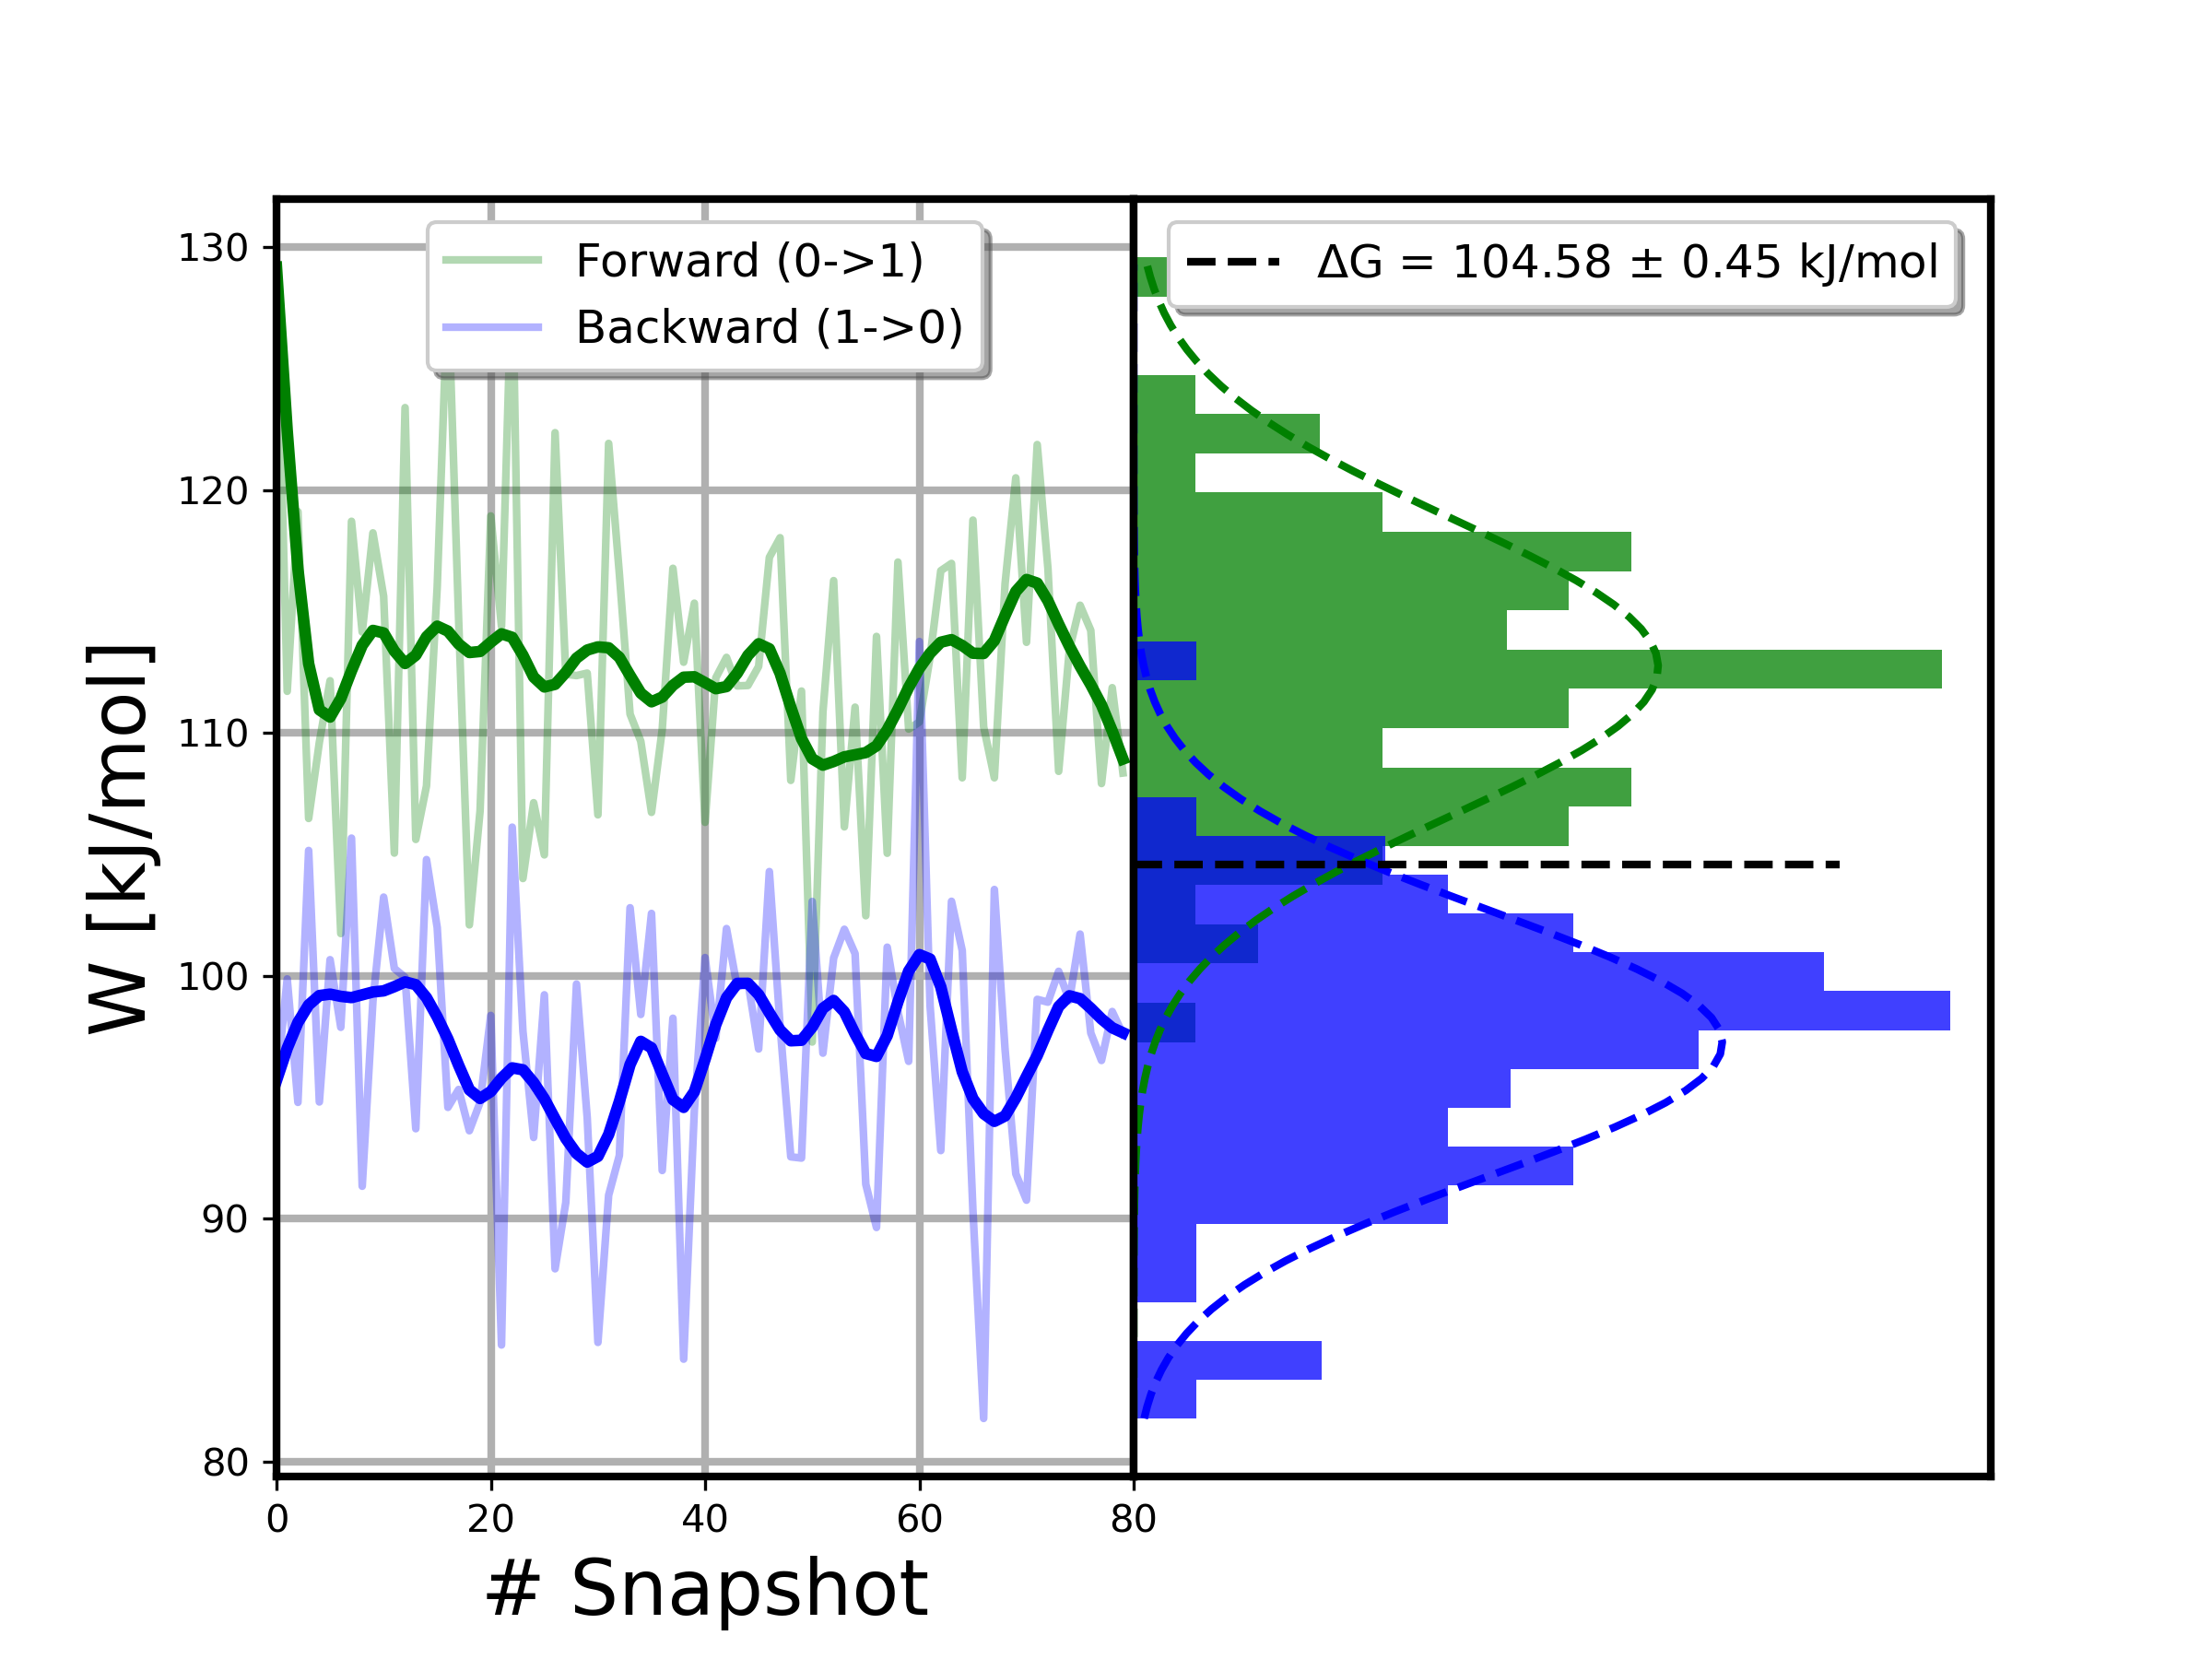 Forward (0->1)
Backward (1->0)
ΔG = 104.58 ± 0.45 kJ/mol
W [kJ/mol]
130
120
110
100
90
80
0 20 40 60 80
# Snapshot